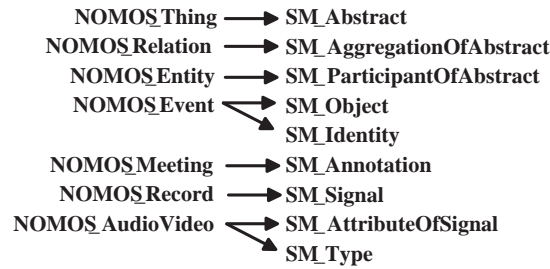 NOMOS_Thing SM_Abstract
NOMOS_Relation SM_AggregationOfAbstract
NOMOS_Entity SM_ParticipantOfAbstract
NOMOS_Event SM_Object
SM_Identity
NOMOS_Meeting SM_Annotation
NOMOS_Record SM_Signal
NOMOS_AudioVideo SM_AttributeOfSignal
SM_Type